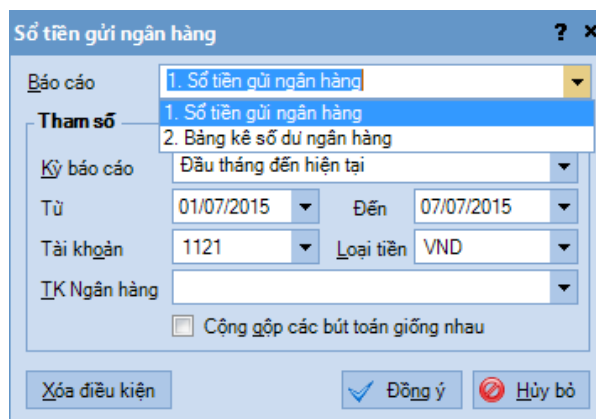 Sổ tiền gửi ngân hàng ? ×
Báo cáo 1. Sổ tiền gửi ngân hàng
1. Sổ tiền gửi ngân hàng
2. Bảng kê số dư ngân hàng
Tham số
Kỳ báo cáo Đầu tháng đến hiện tại
Từ 01/07/2015 Đến 07/07/2015
Tài khoản 1121 Loại tiền VND
TK Ngân hàng
Cộng gộp các bút toán giống nhau
Xóa điều kiện Đồng ý Hủy bỏ